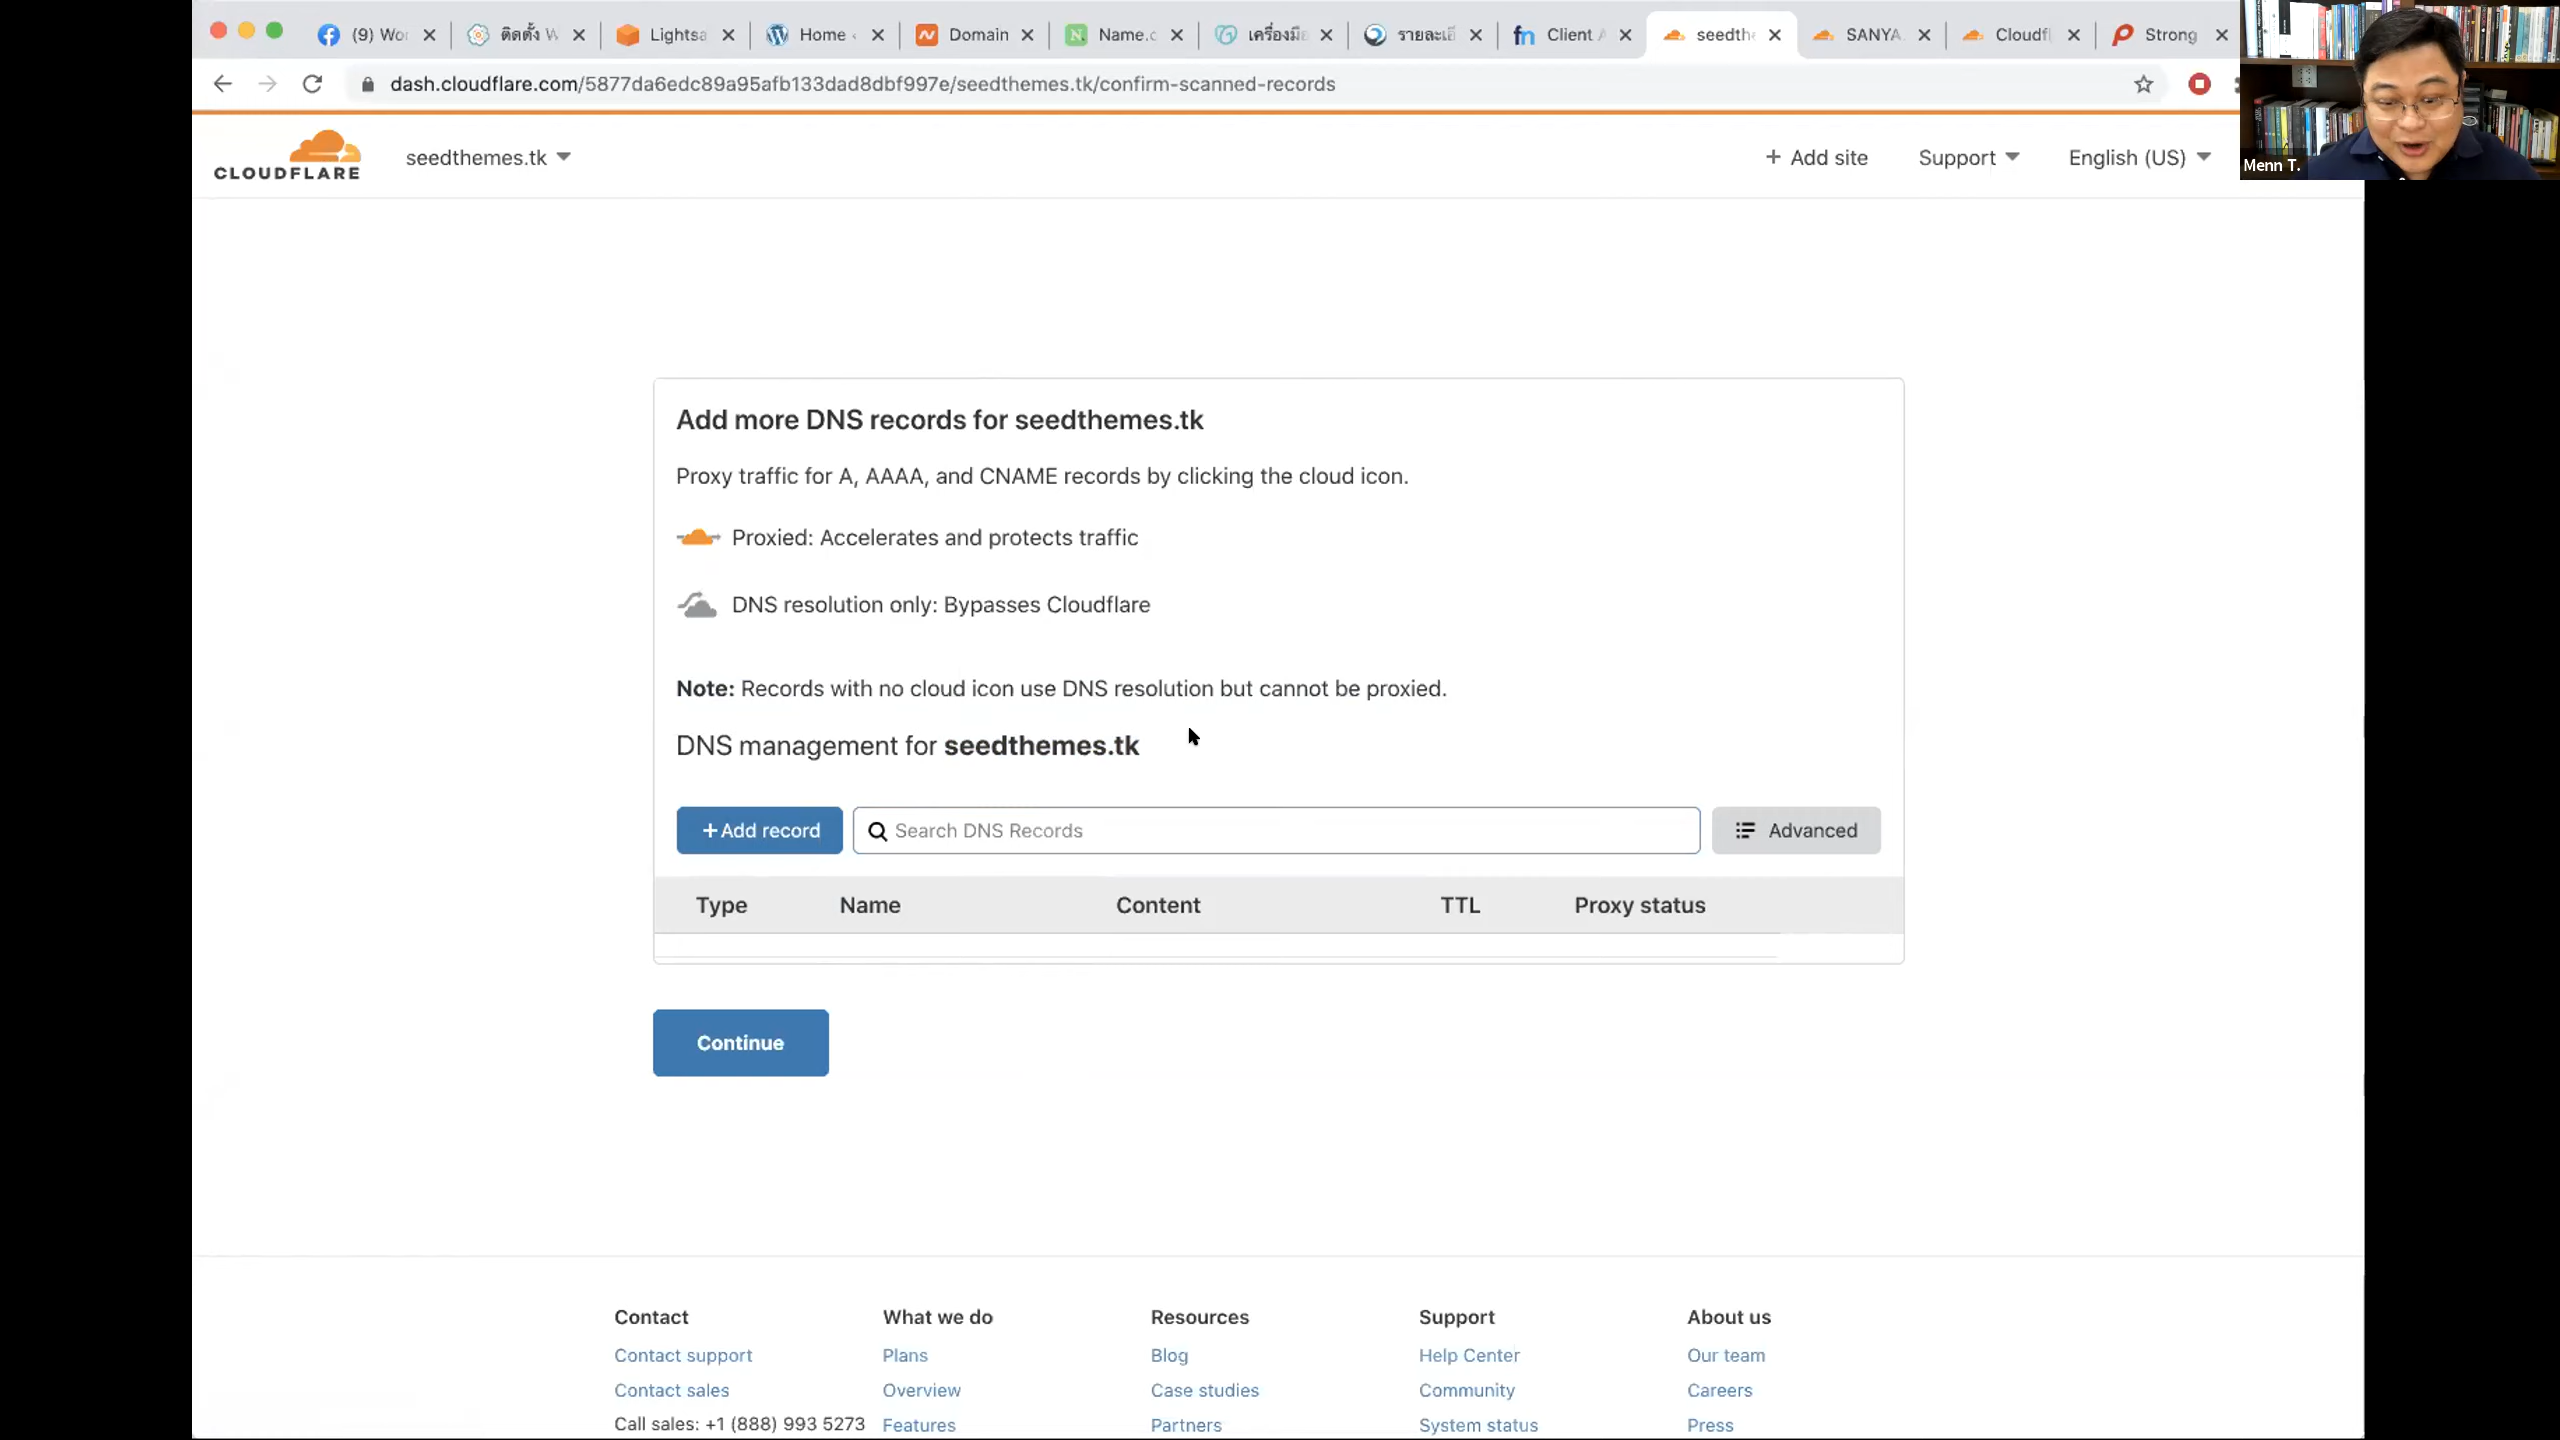 (9) Wor
ติดตั้ง W
Lightsa
Home
Domain
Name.c
เครื่องมือ
รายละเอี
Client A
seedth
SANYA
Cloudfl
Strong
dash.cloudflare.com/5877da6edc89a95afb133dad8dbf997e/seedthemes.tk/confirm-scanned-records
Menn T.
CLOUDFLARE
seedthemes.tk
+ Add site
Support
English (US)
Add more DNS records for seedthemes.tk
Proxy traffic for A, AAAA, and CNAME records by clicking the cloud icon.
Proxied: Accelerates and protects traffic
DNS resolution only: Bypasses Cloudflare
Note: Records with no cloud icon use DNS resolution but cannot be proxied.
DNS management for seedthemes.tk
+Add record
Search DNS Records
Advanced
Type Name Content TTL Proxy status
Continue
Contact What we do Resources Support About us
Contact support Plans Blog Help Center Our team
Contact sales Overview Case studies Community Careers
Call sales: +1 (888) 993 5273 Features Partners System status Press